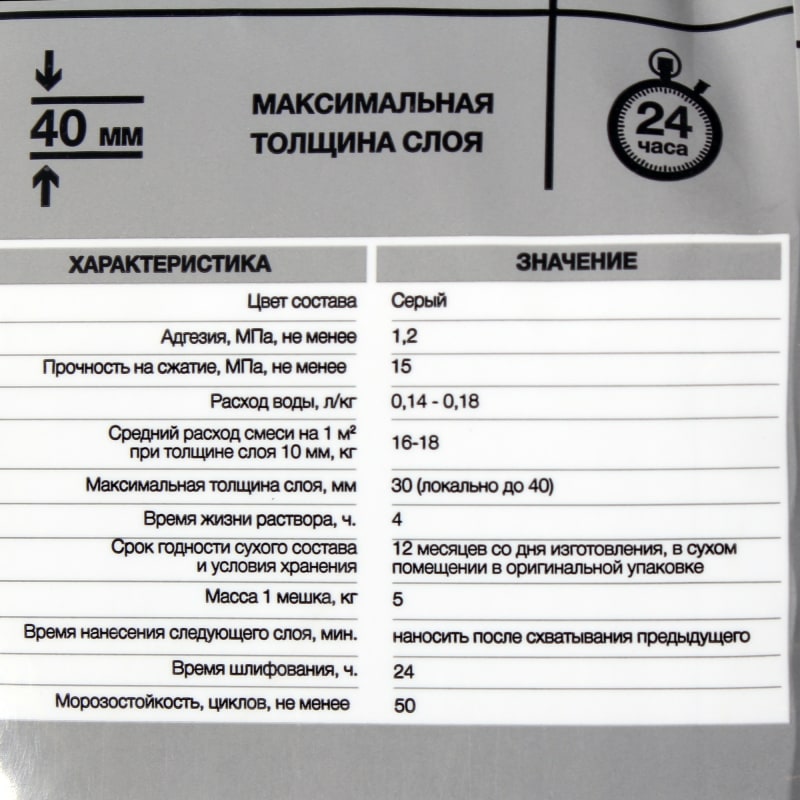 40 мм
МАКСИМАЛЬНАЯ
ТОЛЩИНА СЛОЯ
24
часа
ХАРАКТЕРИСТИКА ЗНАЧЕНИЕ
Цвет состава Серый
Адгезия, МПа, не менее 1,2
Прочность на сжатие, МПа, не менее 15
Расход воды, л/кг 0,14 - 0,18
Средний расход смеси на 1 м²
при толщине слоя 10 мм, кг 16-18
Максимальная толщина слоя, мм 30 (локально до 40)
Время жизни раствора, ч. 4
Срок годности сухого состава
и условия хранения
12 месяцев со дня изготовления, в сухом
помещении в оригинальной упаковке
Масса 1 мешка, кг 5
Время нанесения следующего слоя, мин. наносить после схватывания предыдущего
Время шлифования, ч. 24
Морозостойкость, циклов, не менее 50